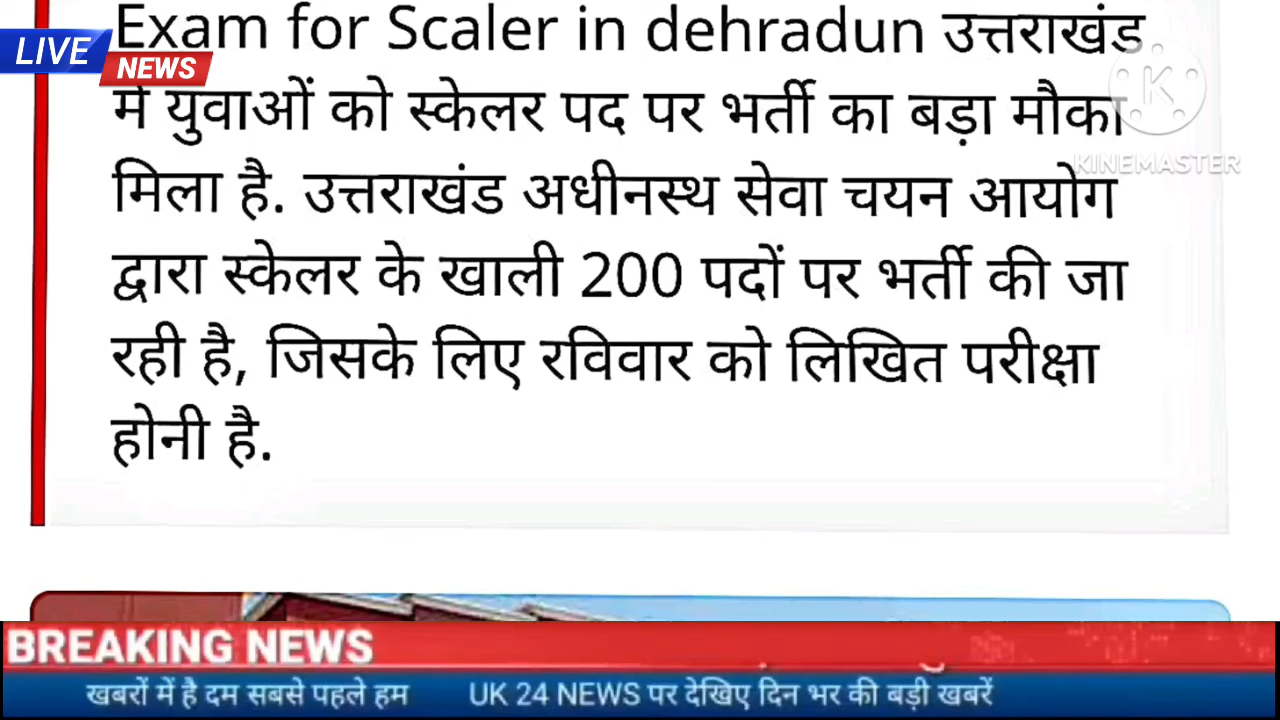 Exam for Scaler in dehradun उत्तराखंड
LIVE
NEWS
में युवाओं को स्केलर पद पर भर्ती का बड़ा मौका
K
KINEMASTER
मिला है. उत्तराखंड अधीनस्थ सेवा चयन आयोग
द्वारा स्केलर के खाली 200 पदों पर भर्ती की जा
रही है, जिसके लिए रविवार को लिखित परीक्षा
होनी है.
BREAKING NEWS
खबरों में है दम सबसे पहले हम UK 24 NEWS पर देखिए दिन भर की बड़ी खबरें